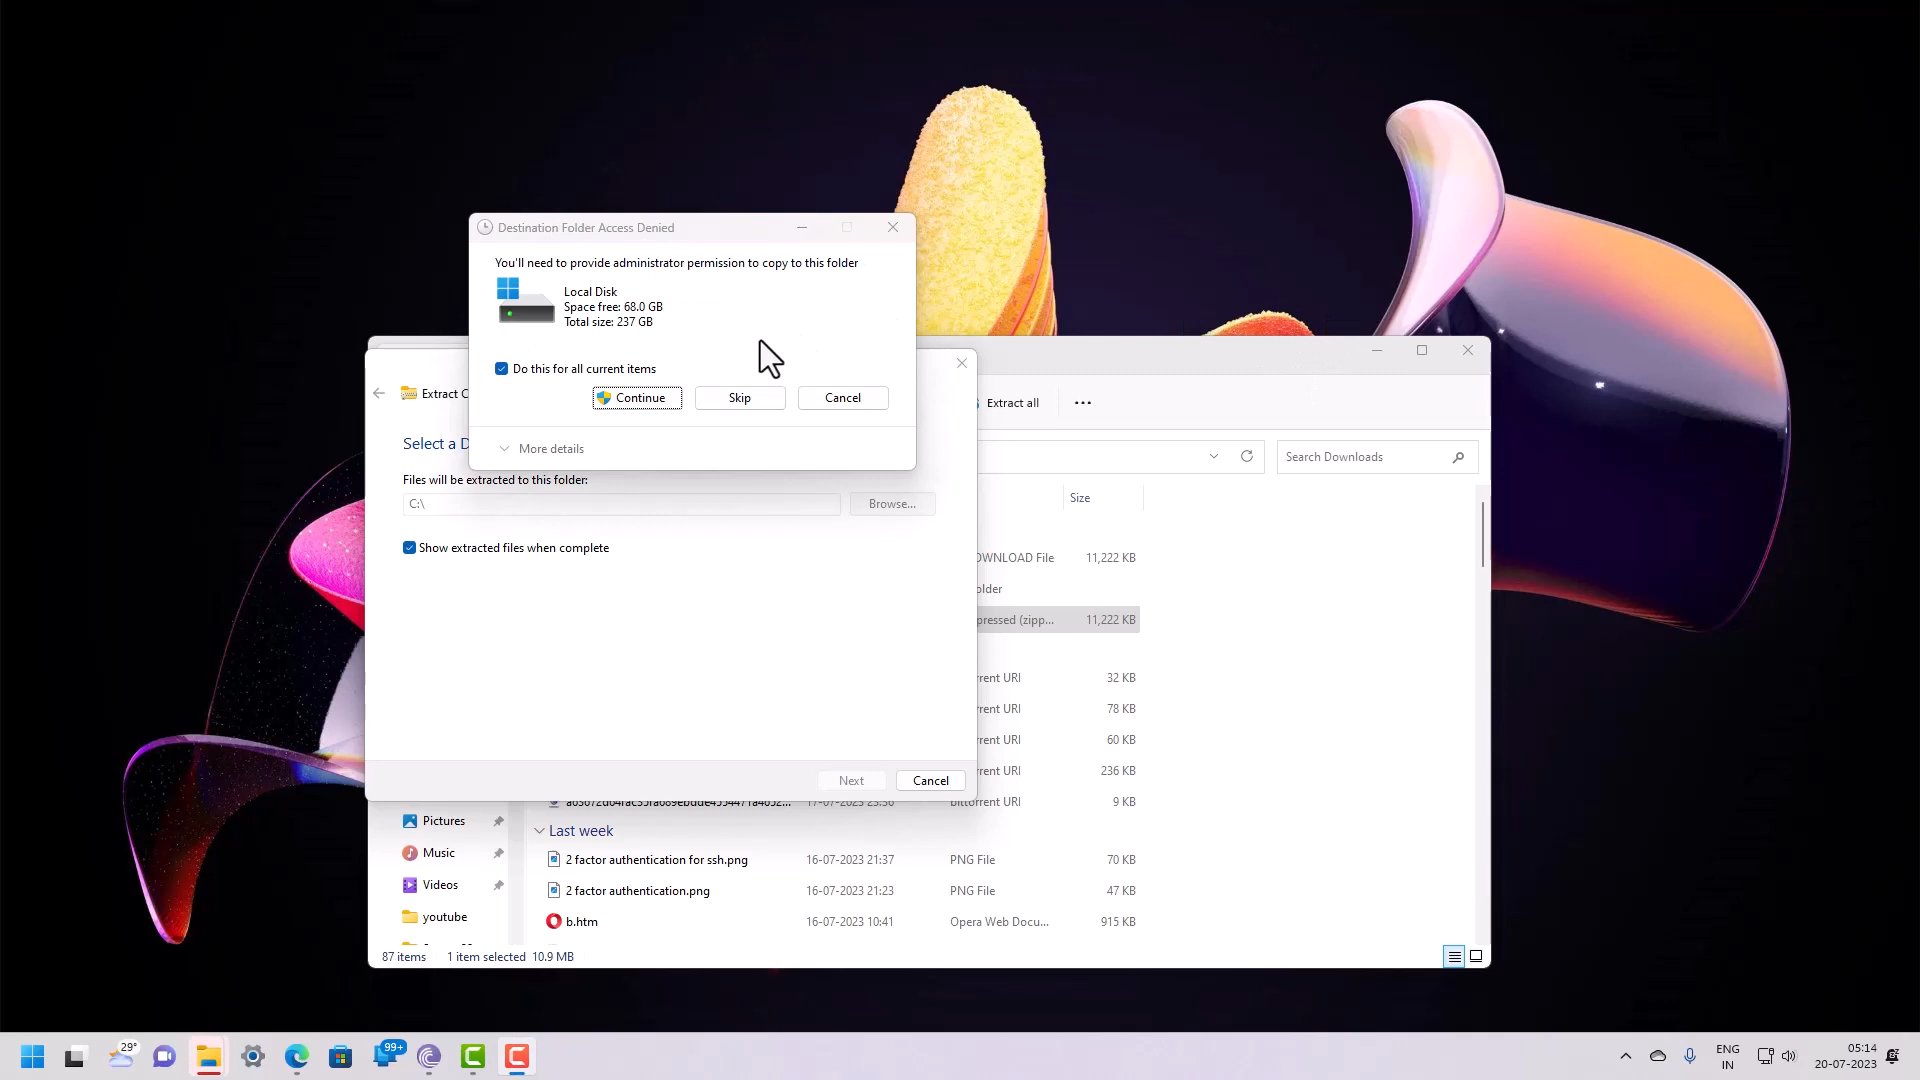 Destination Folder Access Denied
You'll need to provide administrator permission to copy to this folder
Local Disk
Space free: 68.0 GB
Total size: 237 GB
Do this for all current items
Continue
Skip
Cancel
More details
Extract C
Select a D
Files will be extracted to this folder:
C:\
Browse...
Show extracted files when complete
Next
Cancel
Extract all
Search Downloads
Size
OWNLOAD File 11,222 KB
older
pressed (zipp... 11,222 KB
rrent URI 32 KB
rrent URI 78 KB
rrent URI 60 KB
rrent URI 236 KB
bittorrent URI 9 KB
Pictures
Music
Videos
youtube
Last week
2 factor authentication for ssh.png 16-07-2023 21:37 PNG File 70 KB
2 factor authentication.png 16-07-2023 21:23 PNG File 47 KB
b.htm 16-07-2023 10:41 Opera Web Docu... 915 KB
87 items 1 item selected 10.9 MB
29°
99+
ENG
IN
05:14
20-07-2023